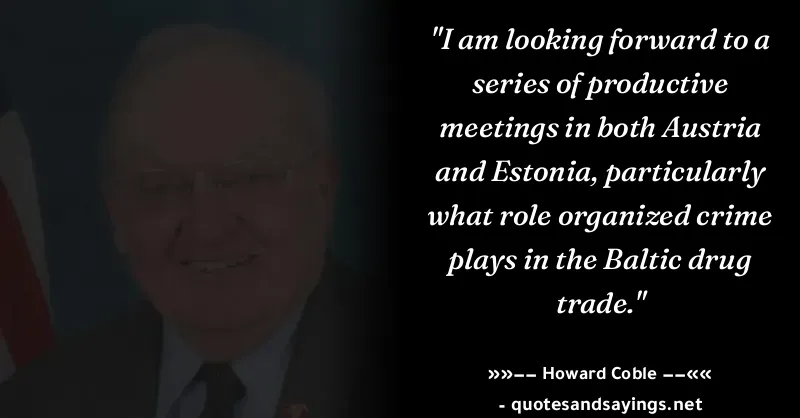 "I am looking forward to a
series of productive
meetings in both Austria
and Estonia, particularly
what role organized crime
plays in the Baltic drug
trade."
»»−− Howard Coble −−««
- quotesandsayings.net